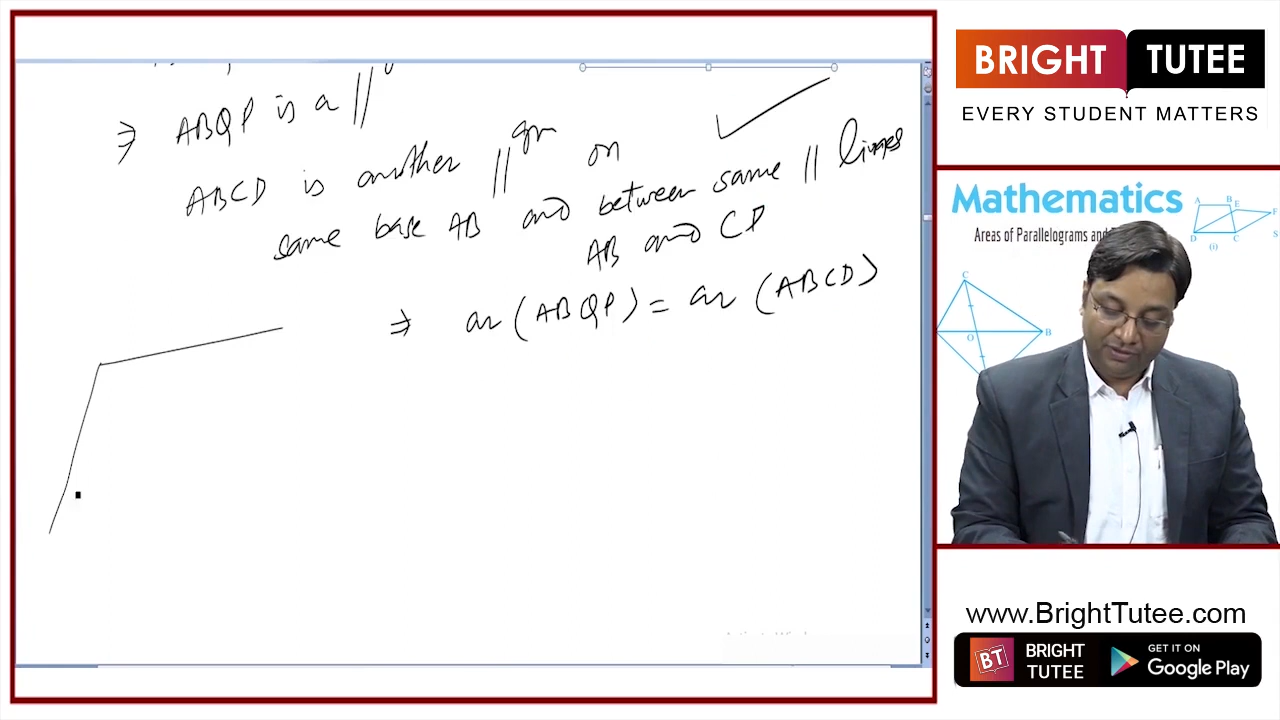 ⇒ ABQP is a ||
ABCD is another ||gm on
same base AB and between same || lines
AB and CD
⇒ ar (ABQP) = ar (ABCD)
BRIGHT TUTEE
EVERY STUDENT MATTERS
Mathematics
Areas of Parallelograms and
A B E F
D C S
(i)
C
O B
www.BrightTutee.com
BT BRIGHT TUTEE
GET IT ON
Google Play